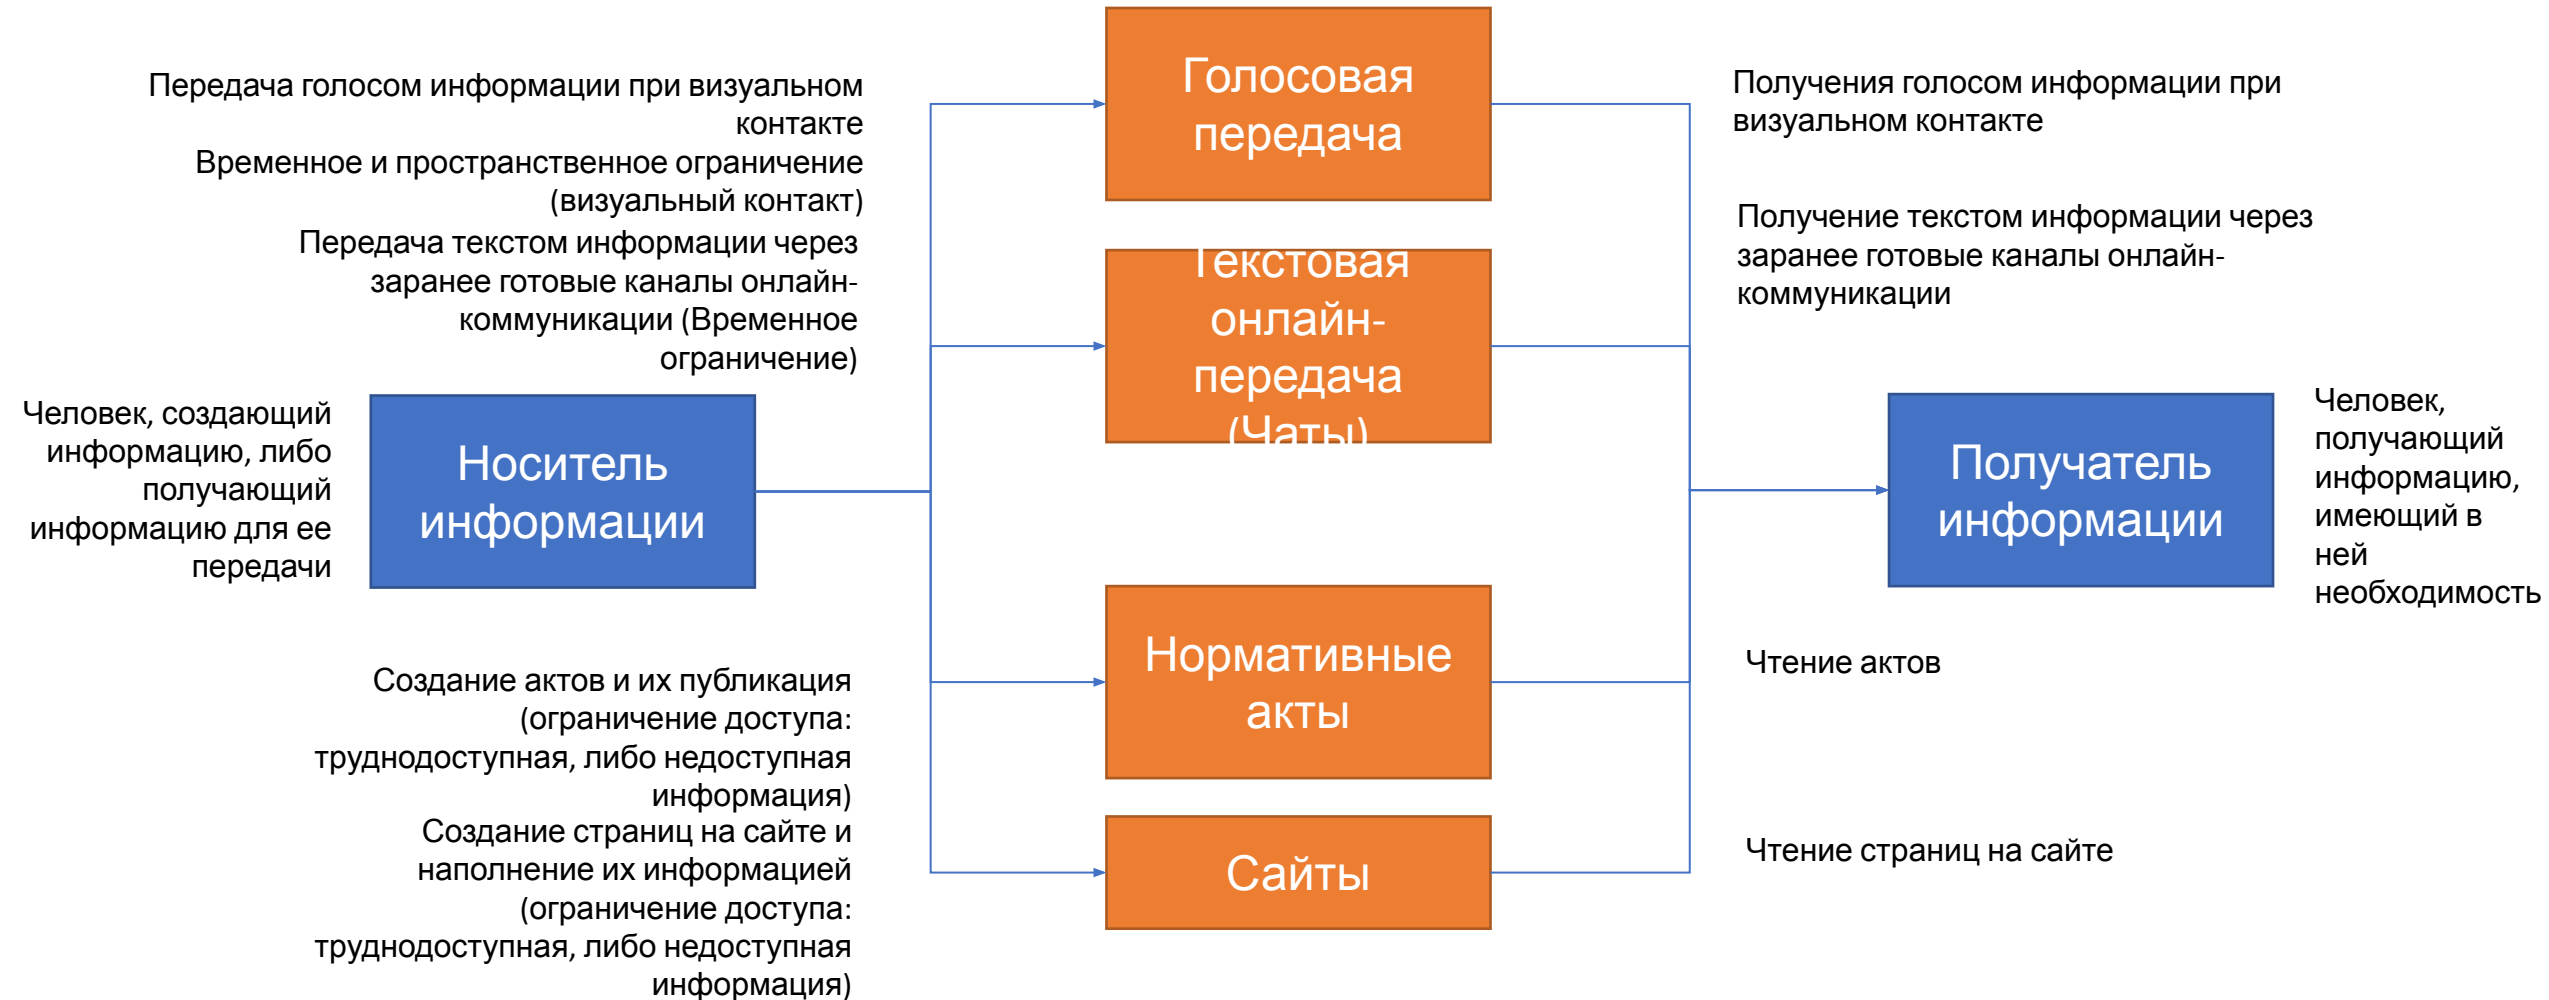 Передача голосом информации при визуальном
контакте
Временное и пространственное ограничение
(визуальный контакт)
Передача текстом информации через
заранее готовые каналы онлайн-
коммуникации (Временное
ограничение)
Человек, создающий
информацию, либо
получающий
информацию для ее
передачи
Носитель
информации
Создание актов и их публикация
(ограничение доступа:
труднодоступная, либо недоступная
информация)
Создание страниц на сайте и
наполнение их информацией
(ограничение доступа:
труднодоступная, либо недоступная
информация)
Голосовая
передача
Текстовая
онлайн-
передача
(Чаты)
Нормативные
акты
Сайты
Получения голосом информации при
визуальном контакте
Получение текстом информации через
заранее готовые каналы онлайн-
коммуникации
Получатель
информации
Человек,
получающий
информацию,
имеющий в
ней
необходимость
Чтение актов
Чтение страниц на сайте